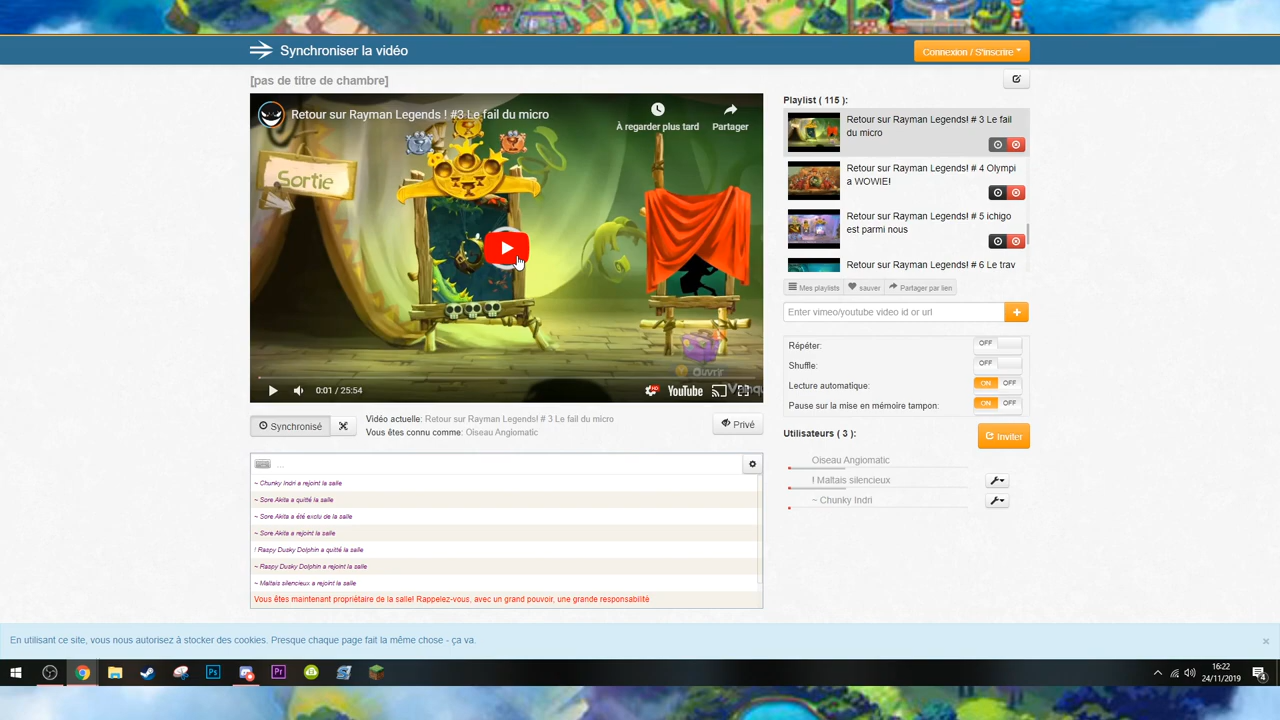 Synchroniser la vidéo
Connexion / S'inscrire
[pas de titre de chambre]
Retour sur Rayman Legends ! #3 Le fail du micro
À regarder plus tard
Partager
Sortie
Ouvrir
0:01 / 25:54
HD
YouTube
Synchronisé
Vidéo actuelle: Retour sur Rayman Legends! # 3 Le fail du micro
Vous êtes connu comme: Oiseau Angiomatic
Privé
...
~ Chunky Indri a rejoint la salle
~ Sore Akita a quitté la salle
~ Sore Akita a été exclu de la salle
~ Sore Akita a rejoint la salle
! Raspy Dusky Dolphin a quitté la salle
~ Raspy Dusky Dolphin a rejoint la salle
~ Maltais silencieux a rejoint la salle
Vous êtes maintenant propriétaire de la salle! Rappelez-vous, avec un grand pouvoir, une grande responsabilité
Playlist ( 115 ):
Retour sur Rayman Legends! # 3 Le fail
du micro
Retour sur Rayman Legends! # 4 Olympi
a WOWIE!
Retour sur Rayman Legends! # 5 ichigo
est parmi nous
Retour sur Rayman Legends! # 6 Le trav
Mes playlists
sauver
Partager par lien
Enter vimeo/youtube video id or url
+
Répéter: OFF
Shuffle: OFF
Lecture automatique: ON OFF
Pause sur la mise en mémoire tampon: ON OFF
Utilisateurs ( 3 ):
Inviter
Oiseau Angiomatic
! Maltais silencieux
~ Chunky Indri
En utilisant ce site, vous nous autorisez à stocker des cookies. Presque chaque page fait la même chose - ça va.
×
Ps
Pr
16:22
24/11/2019
4